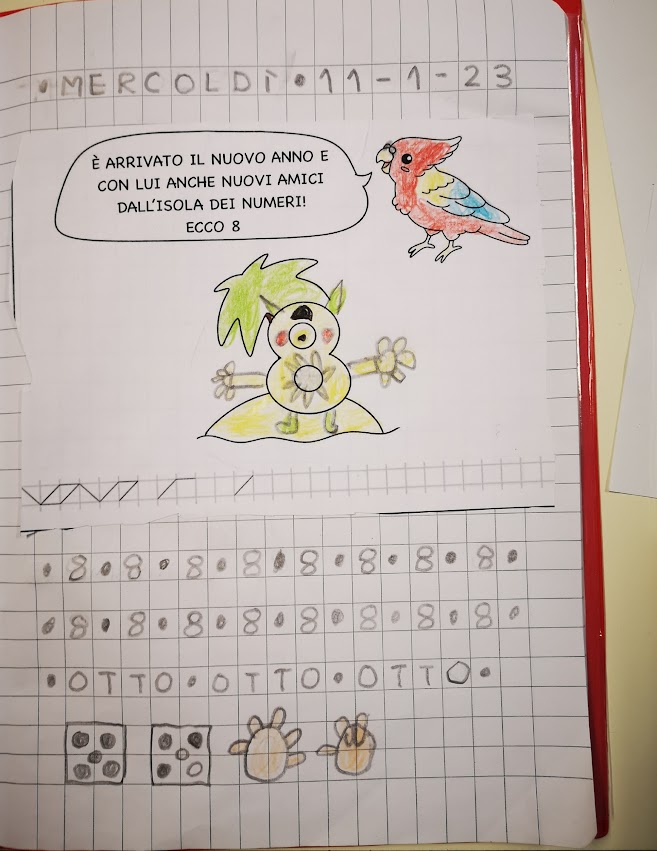 •MERCOLDÌ•11-1-23
È ARRIVATO IL NUOVO ANNO E
CON LUI ANCHE NUOVI AMICI
DALL'ISOLA DEI NUMERI!
ECCO 8
•8•8•8•8•8•8•8•8•
•8•8•8•8•8•8•8•8•
•OTTO•OTTO•OTTO•